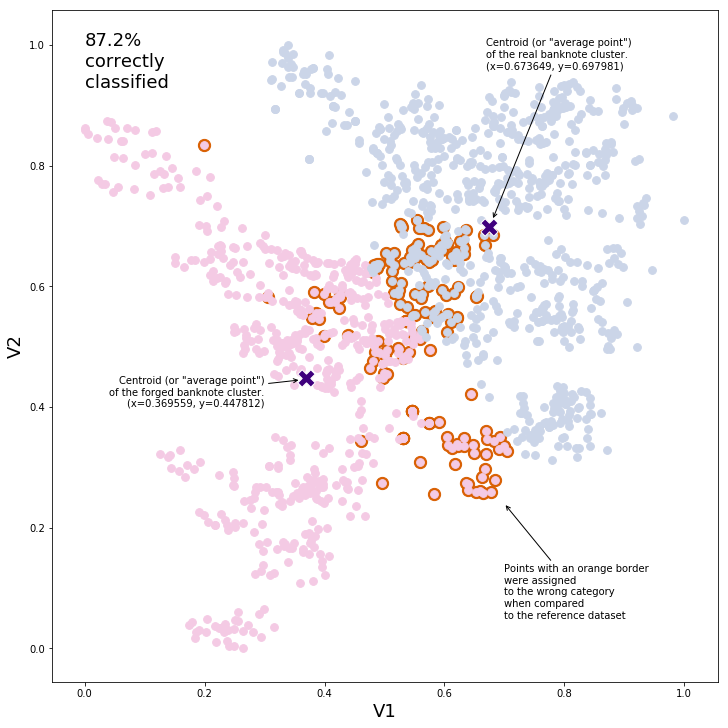 87.2%
correctly
classified
Centroid (or "average point")
of the real banknote cluster.
(x=0.673649, y=0.697981)
Centroid (or "average point")
of the forged banknote cluster.
(x=0.369559, y=0.447812)
Points with an orange border
were assigned
to the wrong category
when compared
to the reference dataset
V2
1.0
0.8
0.6
0.4
0.2
0.0
0.0 0.2 0.4 0.6 0.8 1.0
V1